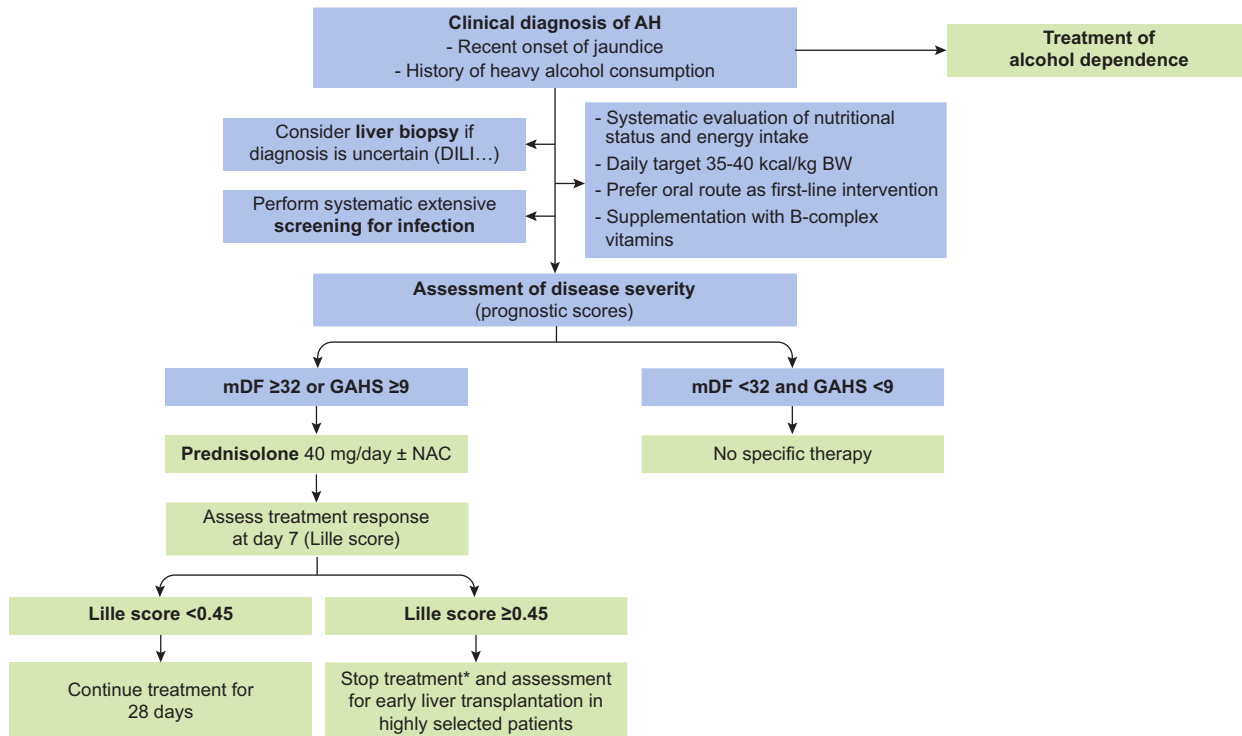 Clinical diagnosis of AH
- Recent onset of jaundice
- History of heavy alcohol consumption
Treatment of
alcohol dependence
Consider liver biopsy if
diagnosis is uncertain (DILI...)
- Systematic evaluation of nutritional
status and energy intake
- Daily target 35-40 kcal/kg BW
- Prefer oral route as first-line intervention
- Supplementation with B-complex
vitamins
Perform systematic extensive
screening for infection
Assessment of disease severity
(prognostic scores)
mDF ≥32 or GAHS ≥9
mDF <32 and GAHS <9
Prednisolone 40 mg/day ± NAC
No specific therapy
Assess treatment response
at day 7 (Lille score)
Lille score <0.45
Lille score ≥0.45
Continue treatment for
28 days
Stop treatment* and assessment
for early liver transplantation in
highly selected patients